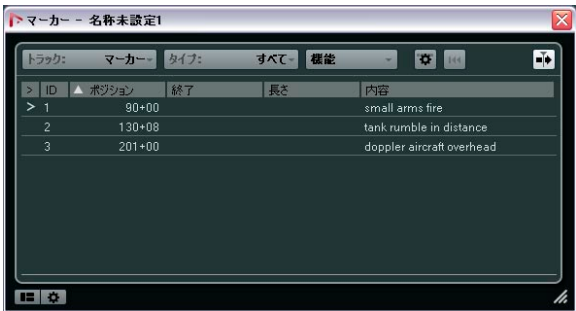 マーカー - 名称未設定1
トラック: マーカー タイプ: すべて 機能
> ID ポジション 終了 長さ 内容
> 1 90+00 small arms fire
2 130+08 tank rumble in distance
3 201+00 doppler aircraft overhead